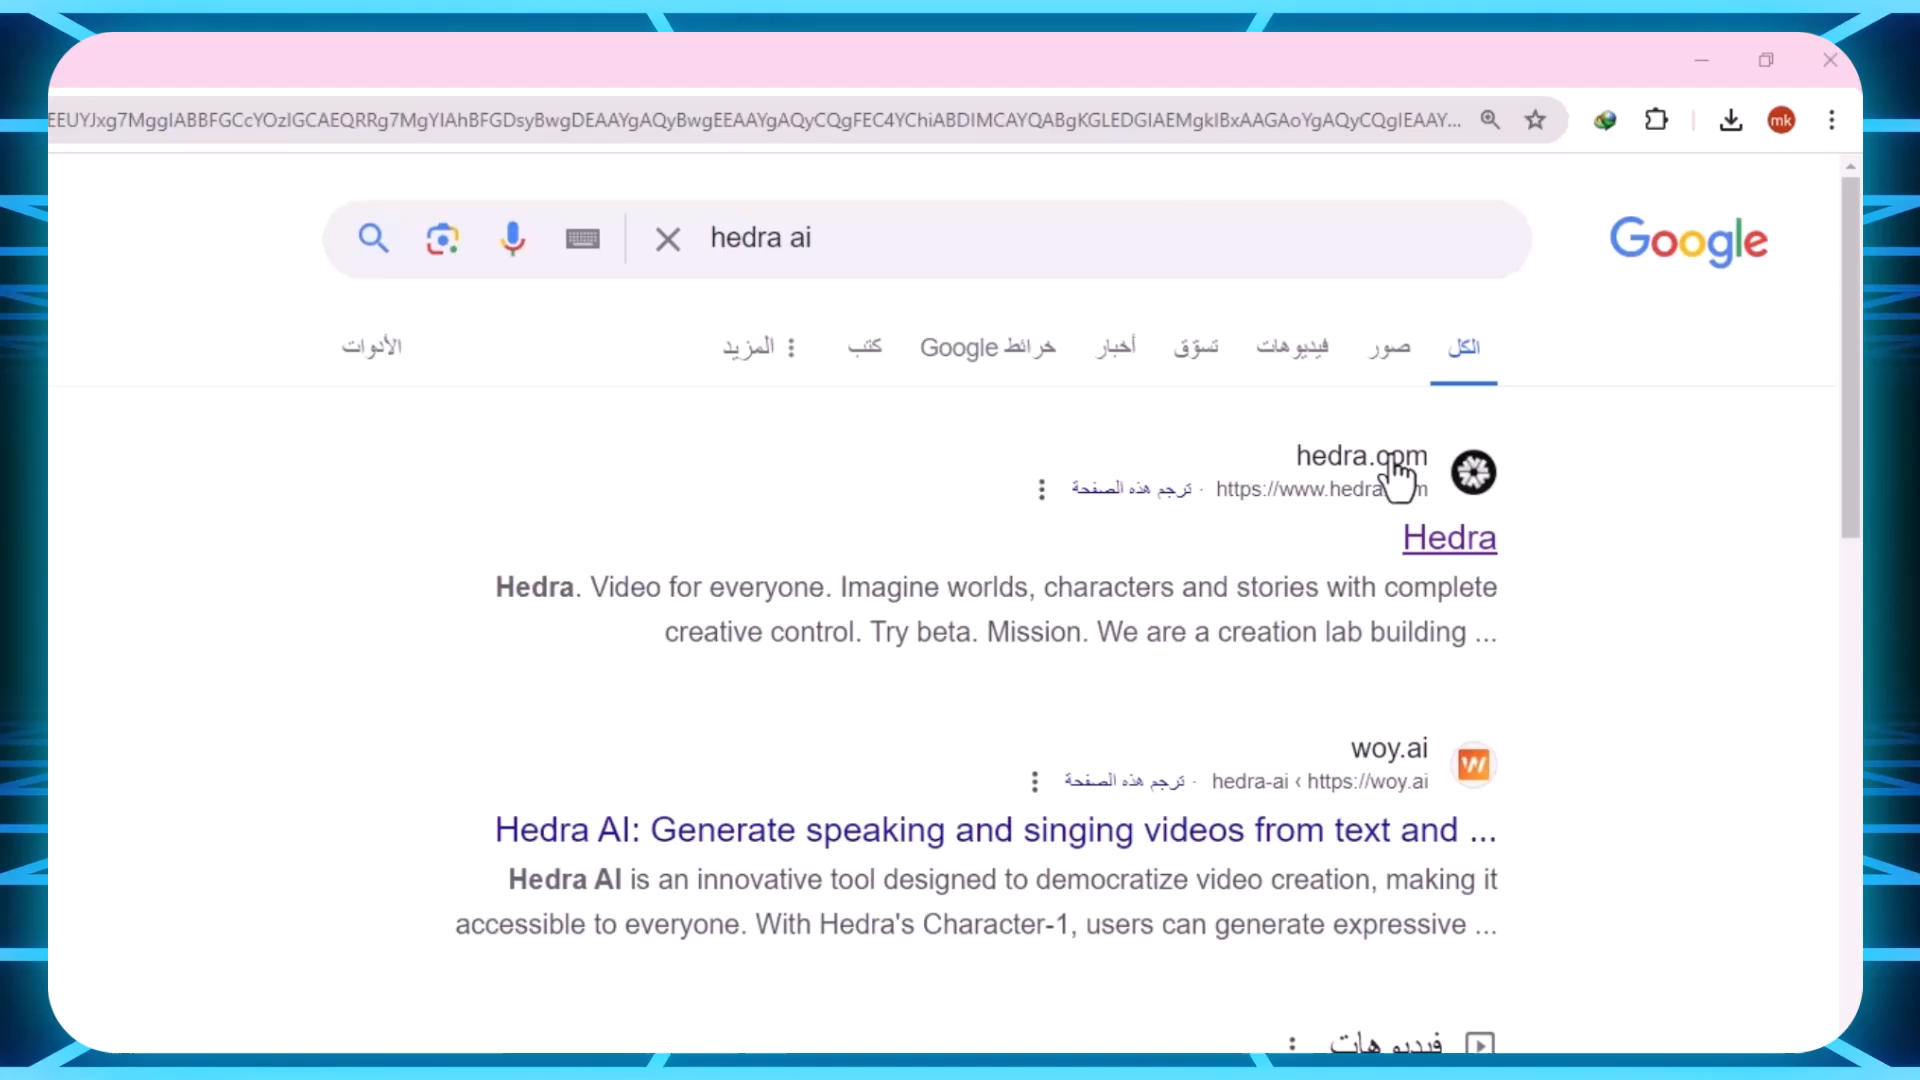 EEUYJxg7MggIABBFGCcYOzIGCAEQRRg7MgYIAhBFGDsyBwgDEAAYgAQyBwgEEAAYgAQyCQgFEC4YChiABDIMCAYQABgKGLEDGIAEMgkIBxAAGAoYgAQyCQgIEAAY...
mk
hedra ai
Google
الكل صور فيديوهات تسوّق أخبار خرائط Google كتب المزيد الأدوات
hedra.com
https://www.hedra · ترجم هذه الصفحة
Hedra
Hedra. Video for everyone. Imagine worlds, characters and stories with complete
creative control. Try beta. Mission. We are a creation lab building ...
woy.ai
https://woy.ai › hedra-ai · ترجم هذه الصفحة
Hedra AI: Generate speaking and singing videos from text and ...
Hedra AI is an innovative tool designed to democratize video creation, making it
accessible to everyone. With Hedra's Character-1, users can generate expressive ...
فيديوهات